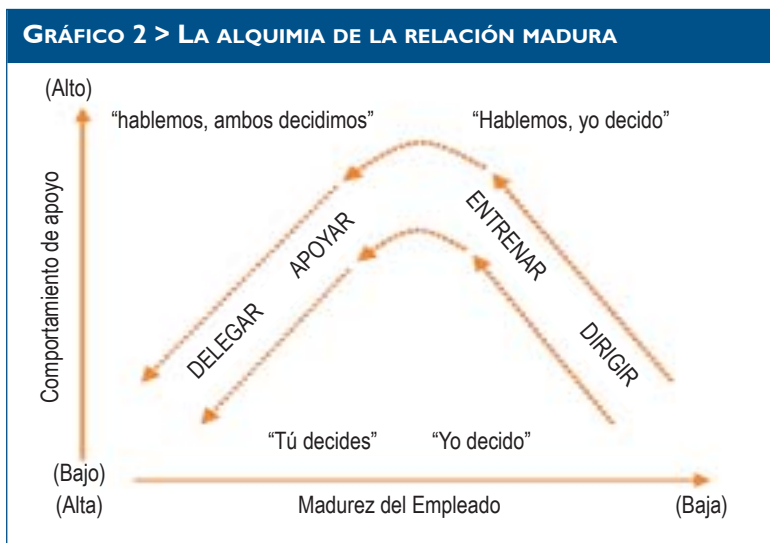 GRÁFICO 2 > LA ALQUIMIA DE LA RELACIÓN MADURA
(Alto)
“hablemos, ambos decidimos”
“Hablemos, yo decido”
Comportamiento de apoyo
APOYAR
ENTRENAR
DELEGAR
DIRIGIR
“Tú decides”
“Yo decido”
(Bajo)
(Alta)
Madurez del Empleado
(Baja)